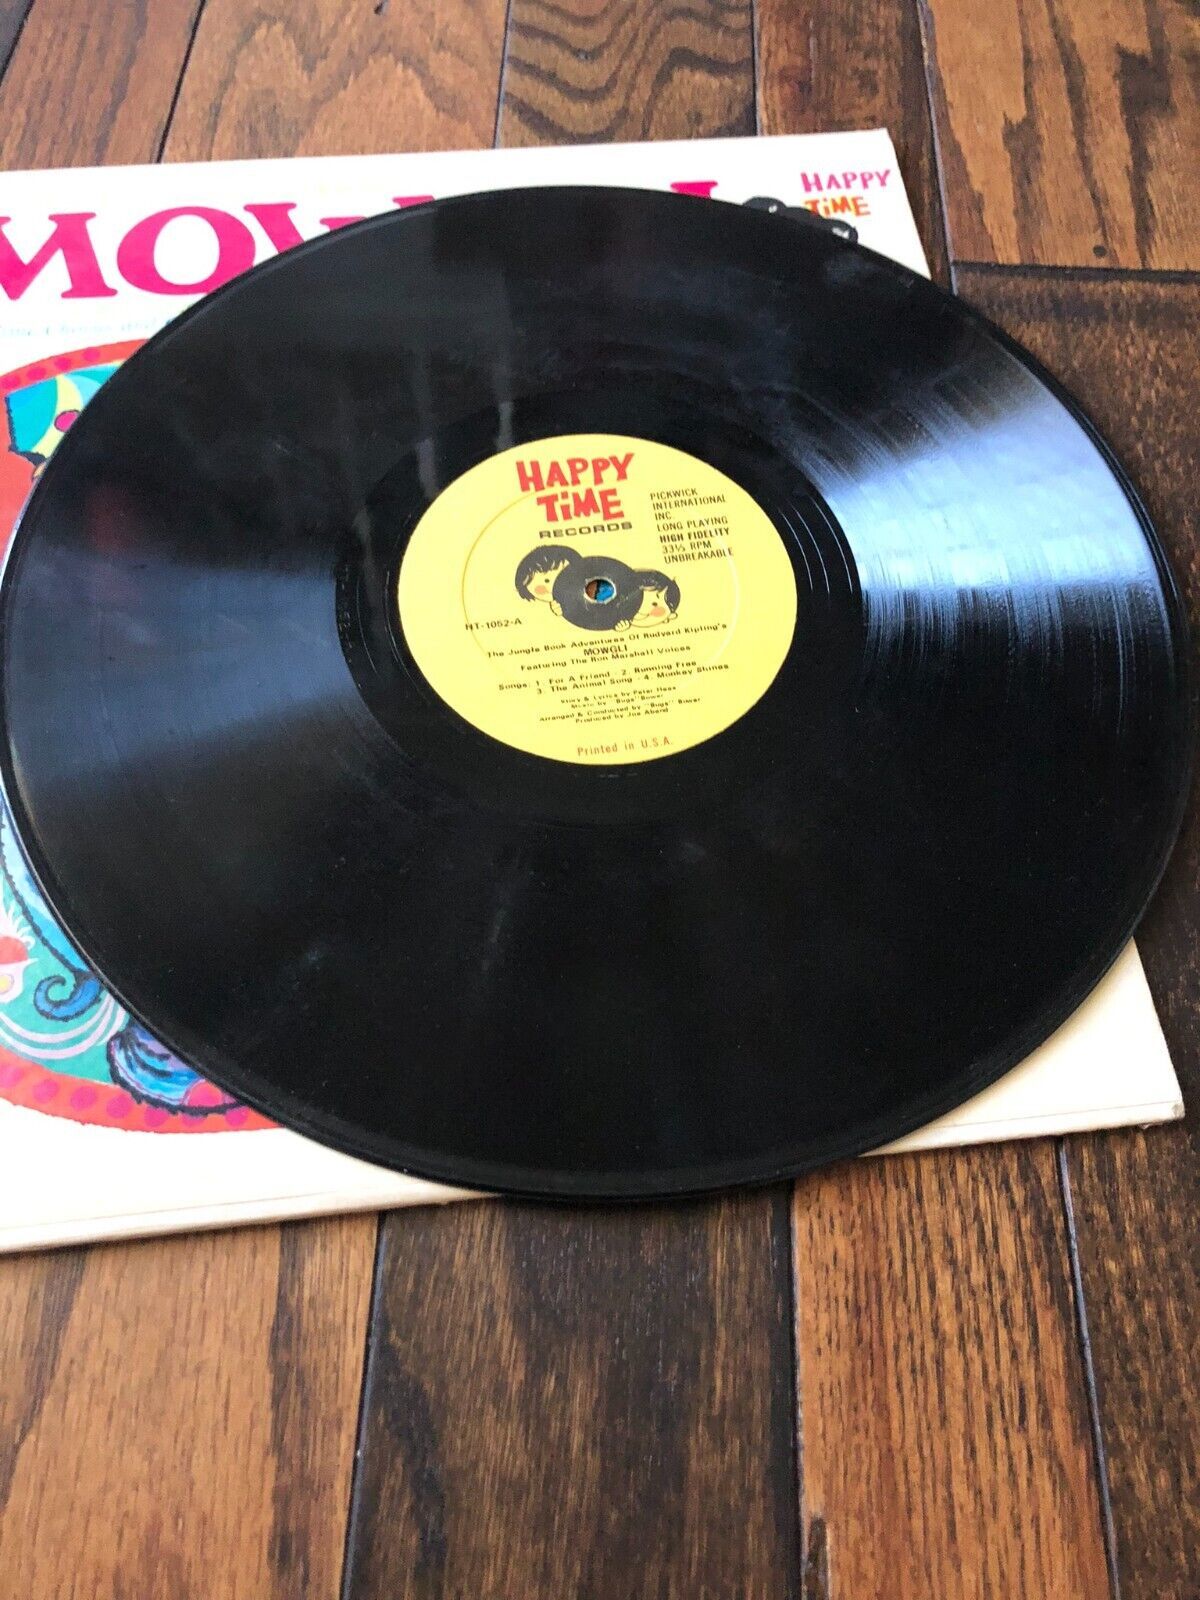 MOW
HAPPY
TiME
HAPPY
TiME
RECORDS
PICKWICK
INTERNATIONAL
INC.
LONG PLAYING
HIGH FIDELITY
33⅓ RPM
UNBREAKABLE
HT-1052-A
The Jungle Book Adventures Of Rudyard Kipling's
MOWGLI
Featuring The Ron Marshall Voices
Songs: 1. For A Friend - 2. Running Free
3. The Animal Song - 4. Monkey Shines
Story & Lyrics by Peter Haas
Music by "Bugs" Bower
Arranged & Conducted by "Bugs" Bower
Produced by Joe Abend
Printed in U.S.A.